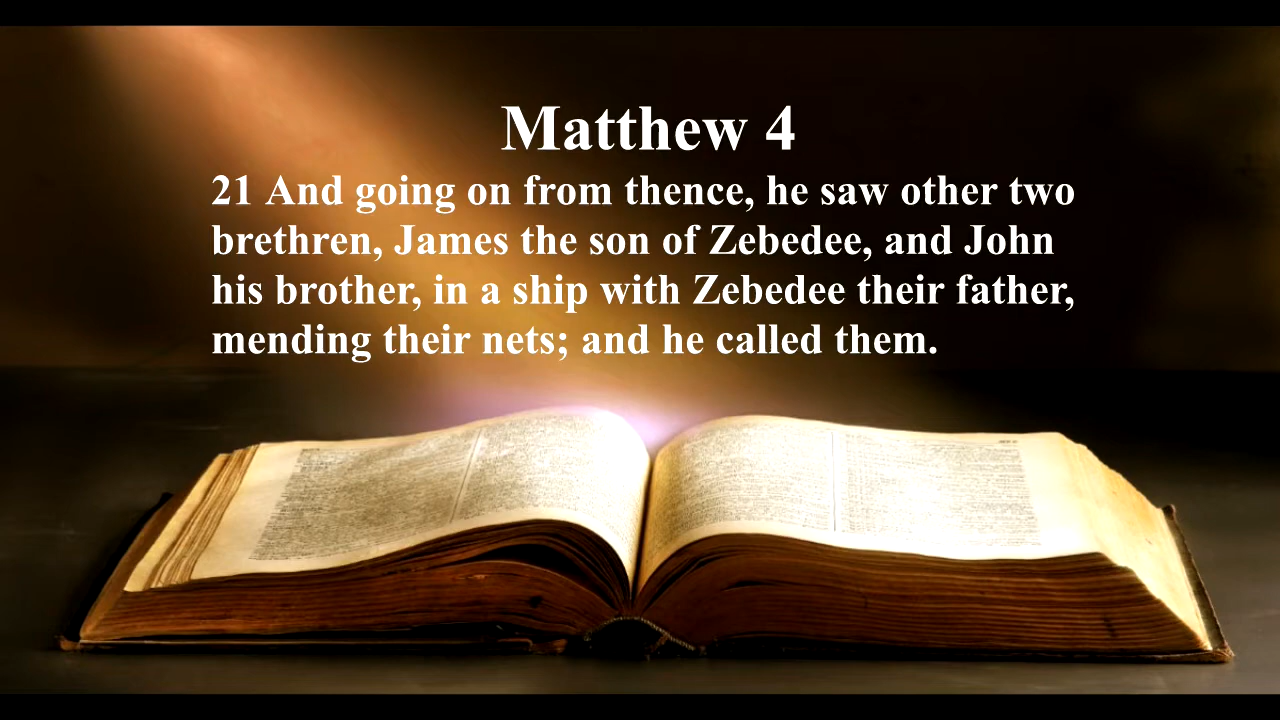 Matthew 4
21 And going on from thence, he saw other two
brethren, James the son of Zebedee, and John
his brother, in a ship with Zebedee their father,
mending their nets; and he called them.